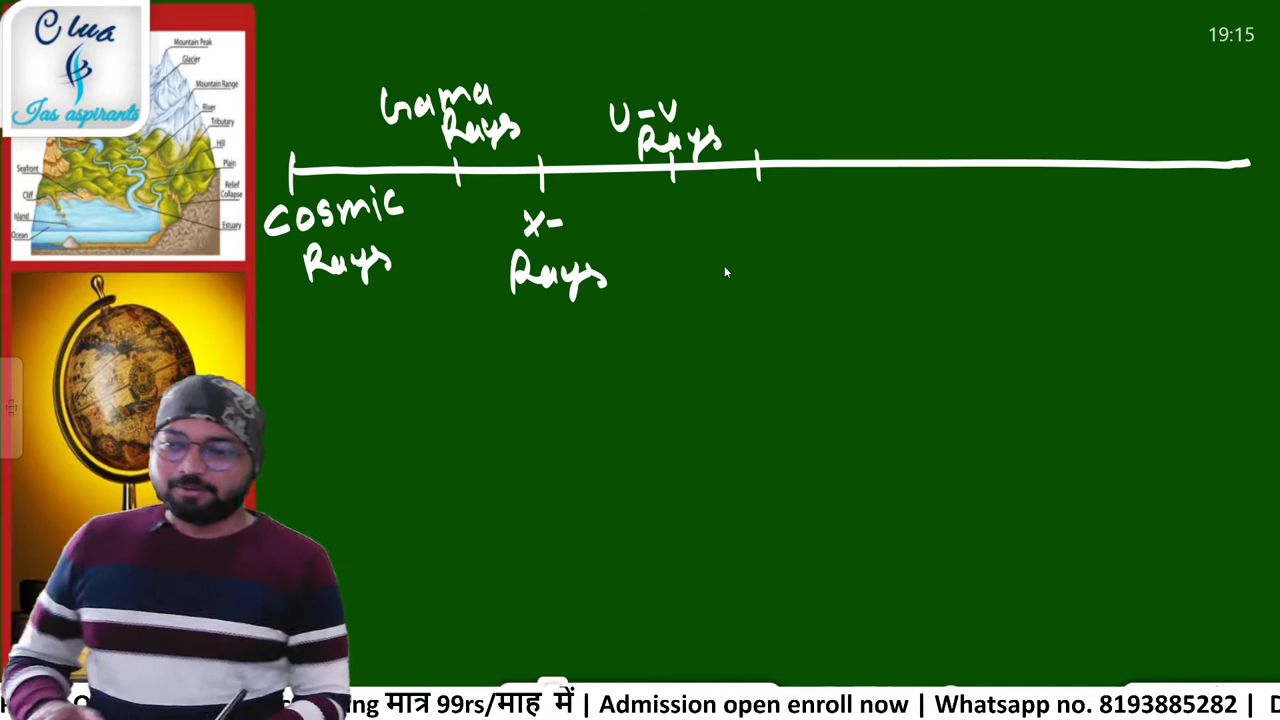 Clua
Ias aspirants
Mountain Peak
Glacier
Mountain Range
River
Tributary
Hill
Plain
Relief
Collapse
Estuary
Seafront
Cliff
Island
Ocean
19:15
Gama
Rays
U-V
Rays
Cosmic
Rays
X-
Rays
ing मात्र 99rs/माह में | Admission open enroll now | Whatsapp no. 8193885282 |